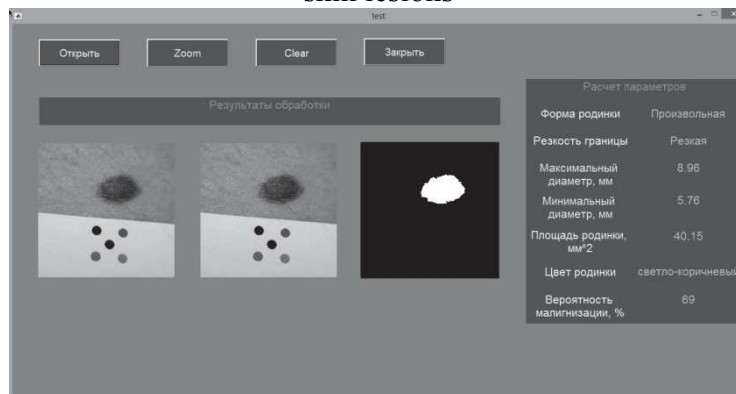 skin lesions
test
Открыть Zoom Clear Закрыть
Результаты обработки
Расчет параметров
Форма родинки Произвольная
Резкость границы Резкая
Максимальный
диаметр, мм 8.96
Минимальный
диаметр, мм 5.76
Площадь родинки,
мм^2 40.15
Цвет родинки светло-коричневый
Вероятность
малигнизации, % 69